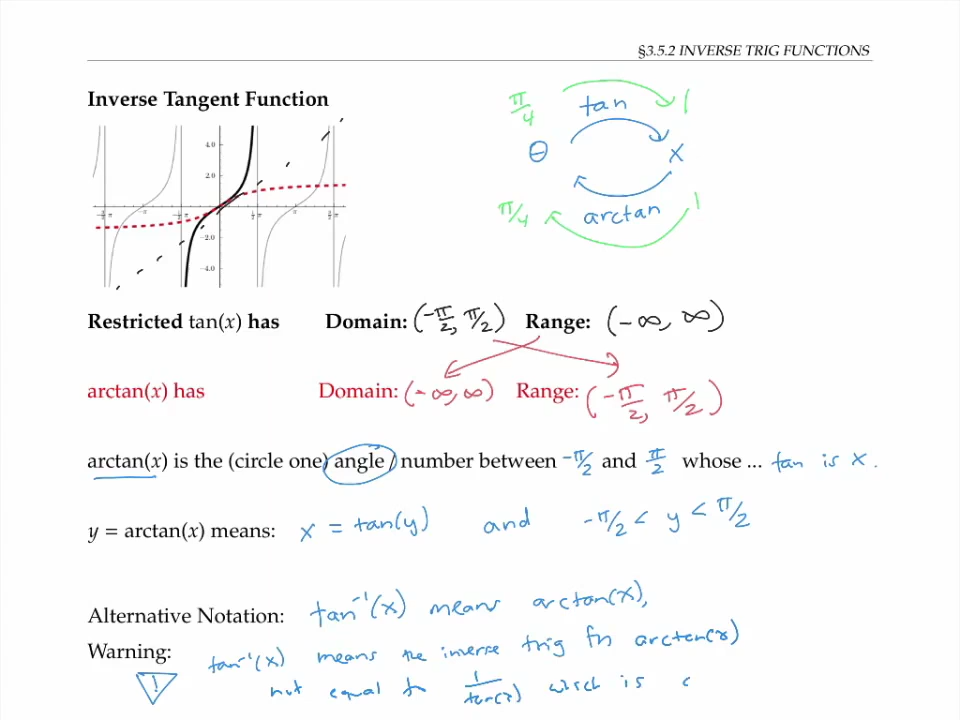 §3.5.2 INVERSE TRIG FUNCTIONS
Inverse Tangent Function
π/4 tan 1
θ x
π/4 arctan 1
4.0
2.0
−2.0
−4.0
Restricted tan(x) has Domain: (-π/2, π/2) Range: (-∞, ∞)
arctan(x) has Domain: (-∞, ∞) Range: (-π/2, π/2)
arctan(x) is the (circle one) angle / number between -π/2 and π/2 whose ... tan is x.
y = arctan(x) means: x = tan(y) and -π/2 < y < π/2
Alternative Notation: tan⁻¹(x) means arctan(x),
Warning: tan⁻¹(x) means the inverse trig fn arctan(x)
! not equal to 1/tan(x) which is